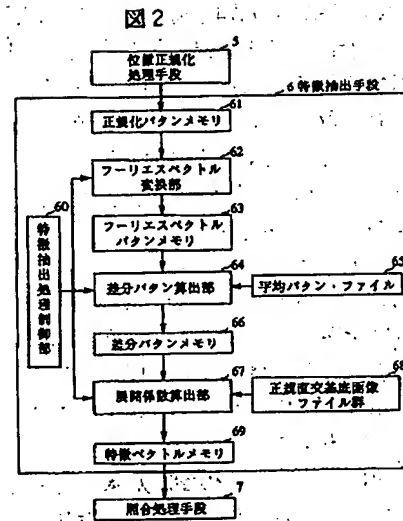 図2
5
位置正規化
処理手段
6 特徴抽出手段
61
正規化パタンメモリ
62
フーリエスペクトル
変換部
60
特徴抽出処理制御部
63
フーリエスペクトル
パタンメモリ
64
差分パタン算出部
65
平均パタン・ファイル
66
差分パタンメモリ
67
展開係数算出部
68
正規直交基底画像
・ファイル群
69
特徴ベクトルメモリ
7
照合処理手段